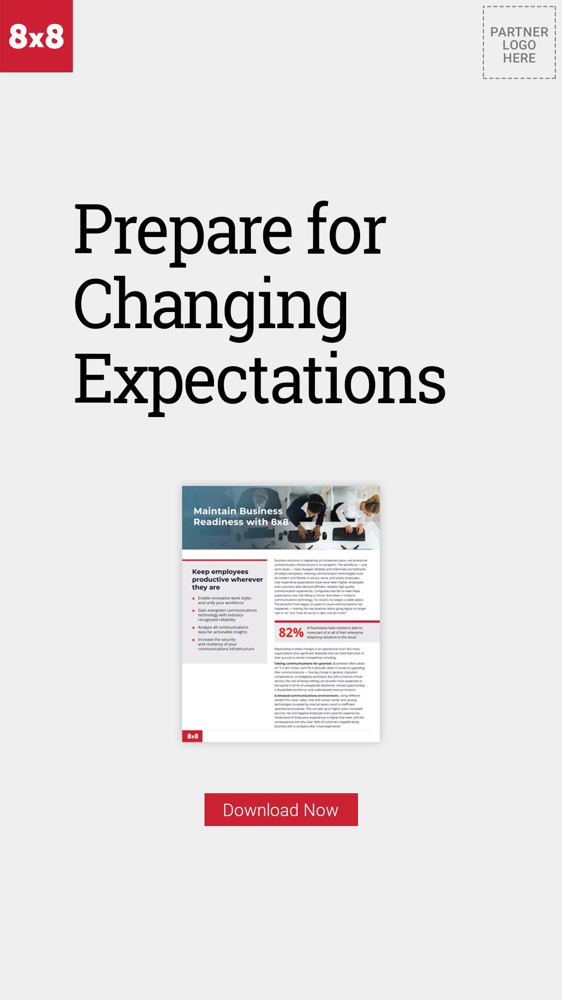 8x8
PARTNER
LOGO
HERE
Prepare for
Changing
Expectations
Maintain Business
Readiness with 8x8
Keep employees
productive wherever
they are
Enable innovative work styles
and unify your workforce
Gain evergreen communications
technology with industry-
recognized reliability
Analyze all communications
data for actionable insights
Increase the security
and resiliency of your
communications infrastructure
Business evolution is happening at a breakneck pace, and enterprise
communication infrastructure is no exception. The workforce — and
work styles — have changed. Mobility and millennials are hallmarks
of today's workplace, meaning communication technologies must
be modern and flexible to attract, serve, and satisfy employees.
User experience expectations have never been higher: employees
and customers alike demand efficient, reliable, high-quality
communication experiences. Companies that fail to meet these
expectations also risk failing to thrive. And when it comes to
communications technology, no cloud is no longer a viable option.
The evolution from legacy on prem to cloud communications has
happened — making the real question about going digital no longer
"yes or no", but "how do we do it right, and do more?"
82%
of businesses have moved or plan to
move part of or all of their enterprise
telephony solutions to the cloud.¹
Responding to these changes is an operational must. But many
organizations face significant obstacles that can hold them back in
their pursuit to remain competitive, including:
Taking communications for granted. Businesses often adopt
an "if it ain't broke, don't fix it attitude" when it comes to upgrading
their communications — fearing change in general, migration
complications, or budgetary pushback. But with a mission-critical
service, the cost of doing nothing can be even more expensive or
disruptive in terms of unexpected downtime, missed opportunities,
a dissatisfied workforce, and undeveloped revenue streams.
A bloated communications environment. Using different
vendors for voice, video, chat and contact center and varying
technologies co-opted by internal teams result in inefficient
operational processes. This can add up to higher costs, increased
security risk and negative employee and customer experiences.
Intolerance of those poor experiences is higher than ever, and the
consequences are very clear: 82% of customers stopped doing
business with a company after a bad experience.²
8x8
Download Now